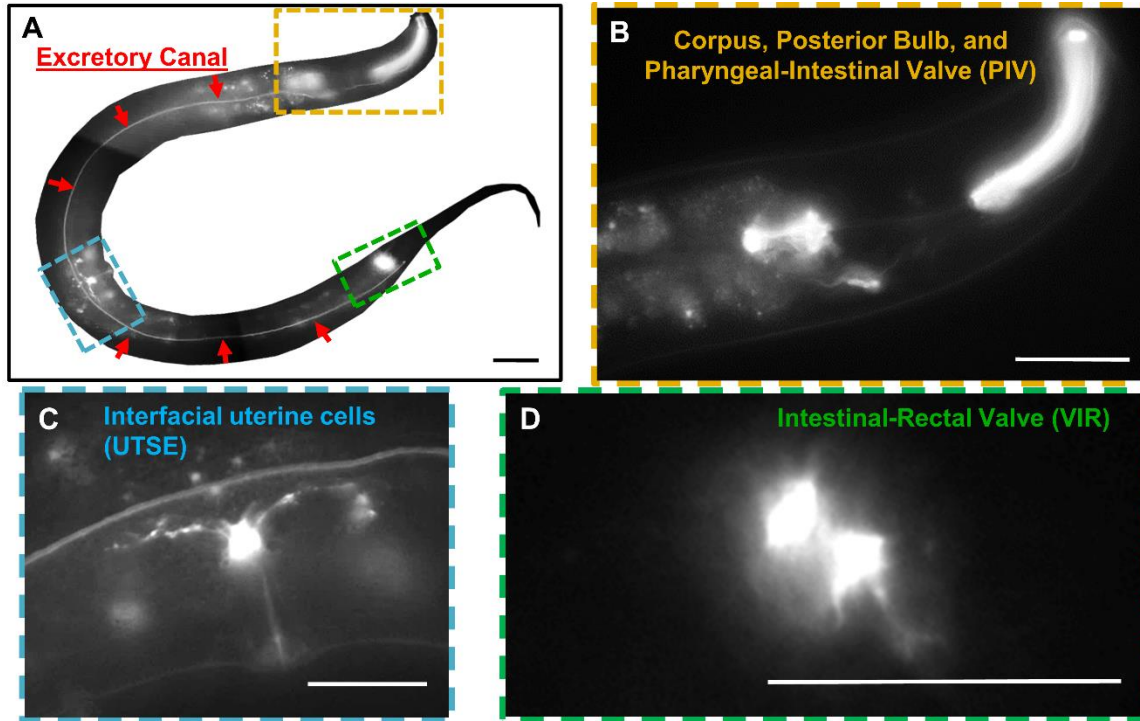 A
Excretory Canal
B
Corpus, Posterior Bulb, and
Pharyngeal-Intestinal Valve (PIV)
C
Interfacial uterine cells
(UTSE)
D
Intestinal-Rectal Valve (VIR)